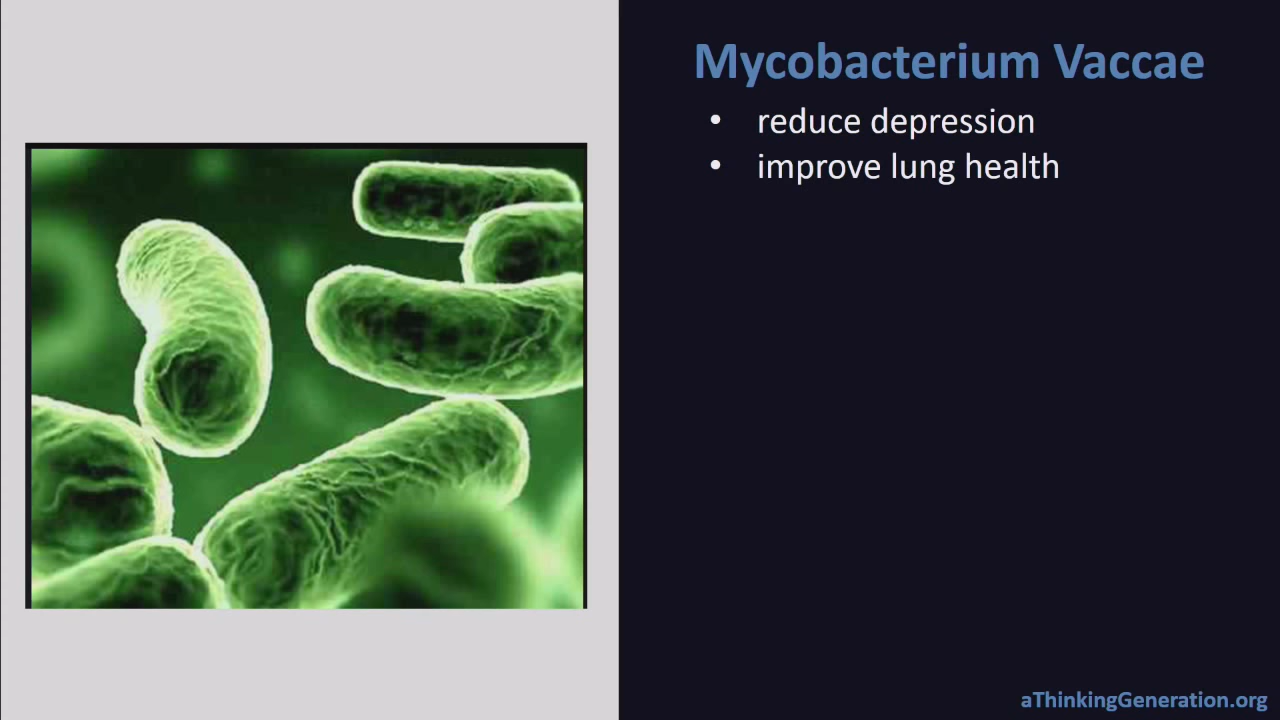 Mycobacterium Vaccae
• reduce depression
• improve lung health
aThinkingGeneration.org